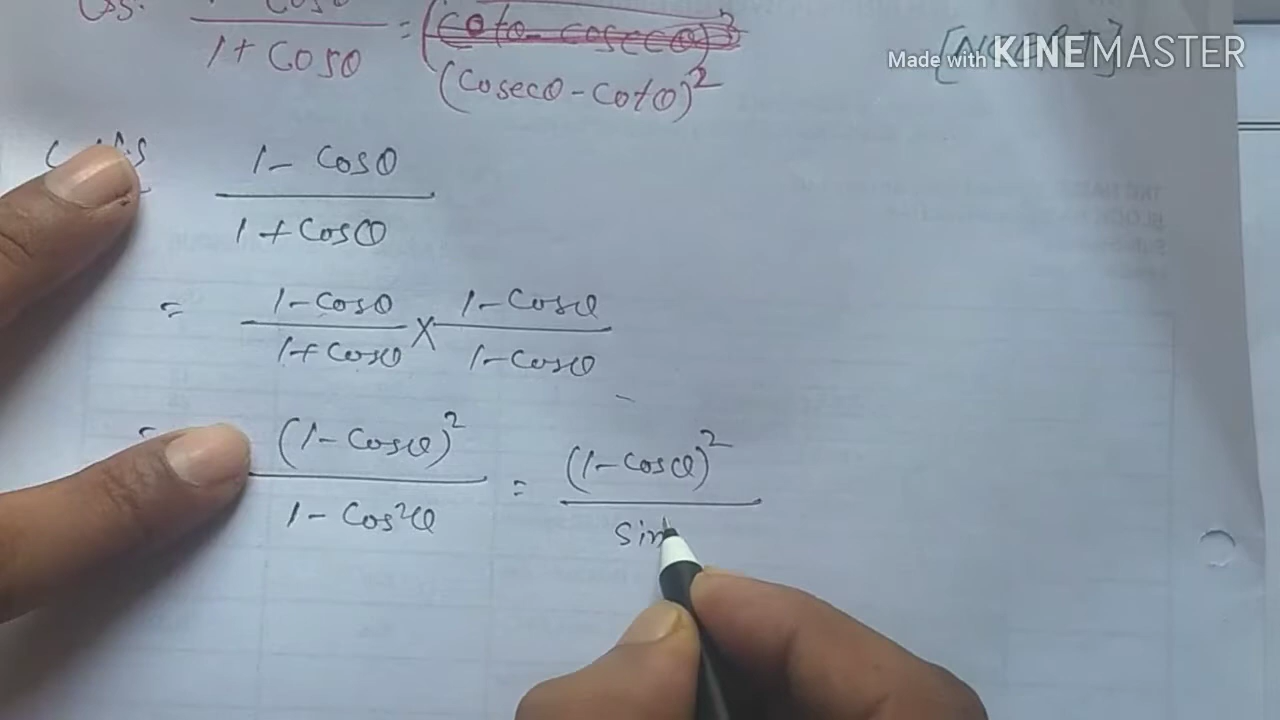 Cosθ
1+Cosθ = (Cosecθ-Cotθ)²
Made with KINEMASTER
1- Cosθ
1+Cosθ
= 1-Cosθ / 1+Cosθ X 1-Cosθ / 1-Cosθ
= (1-Cosθ)² / 1-Cos²θ = (1-Cosθ)² / Sin